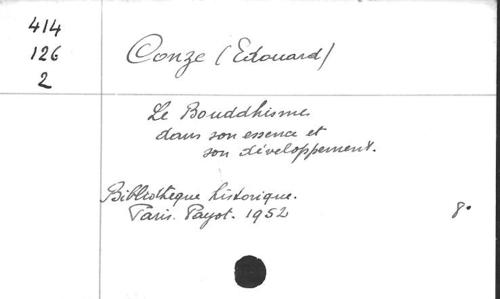 414
126
2
Conze (Edouard)
Le Bouddhisme
dans son essence et
son développement.
Bibliothèque historique.
Paris. Payot. 1952
8°